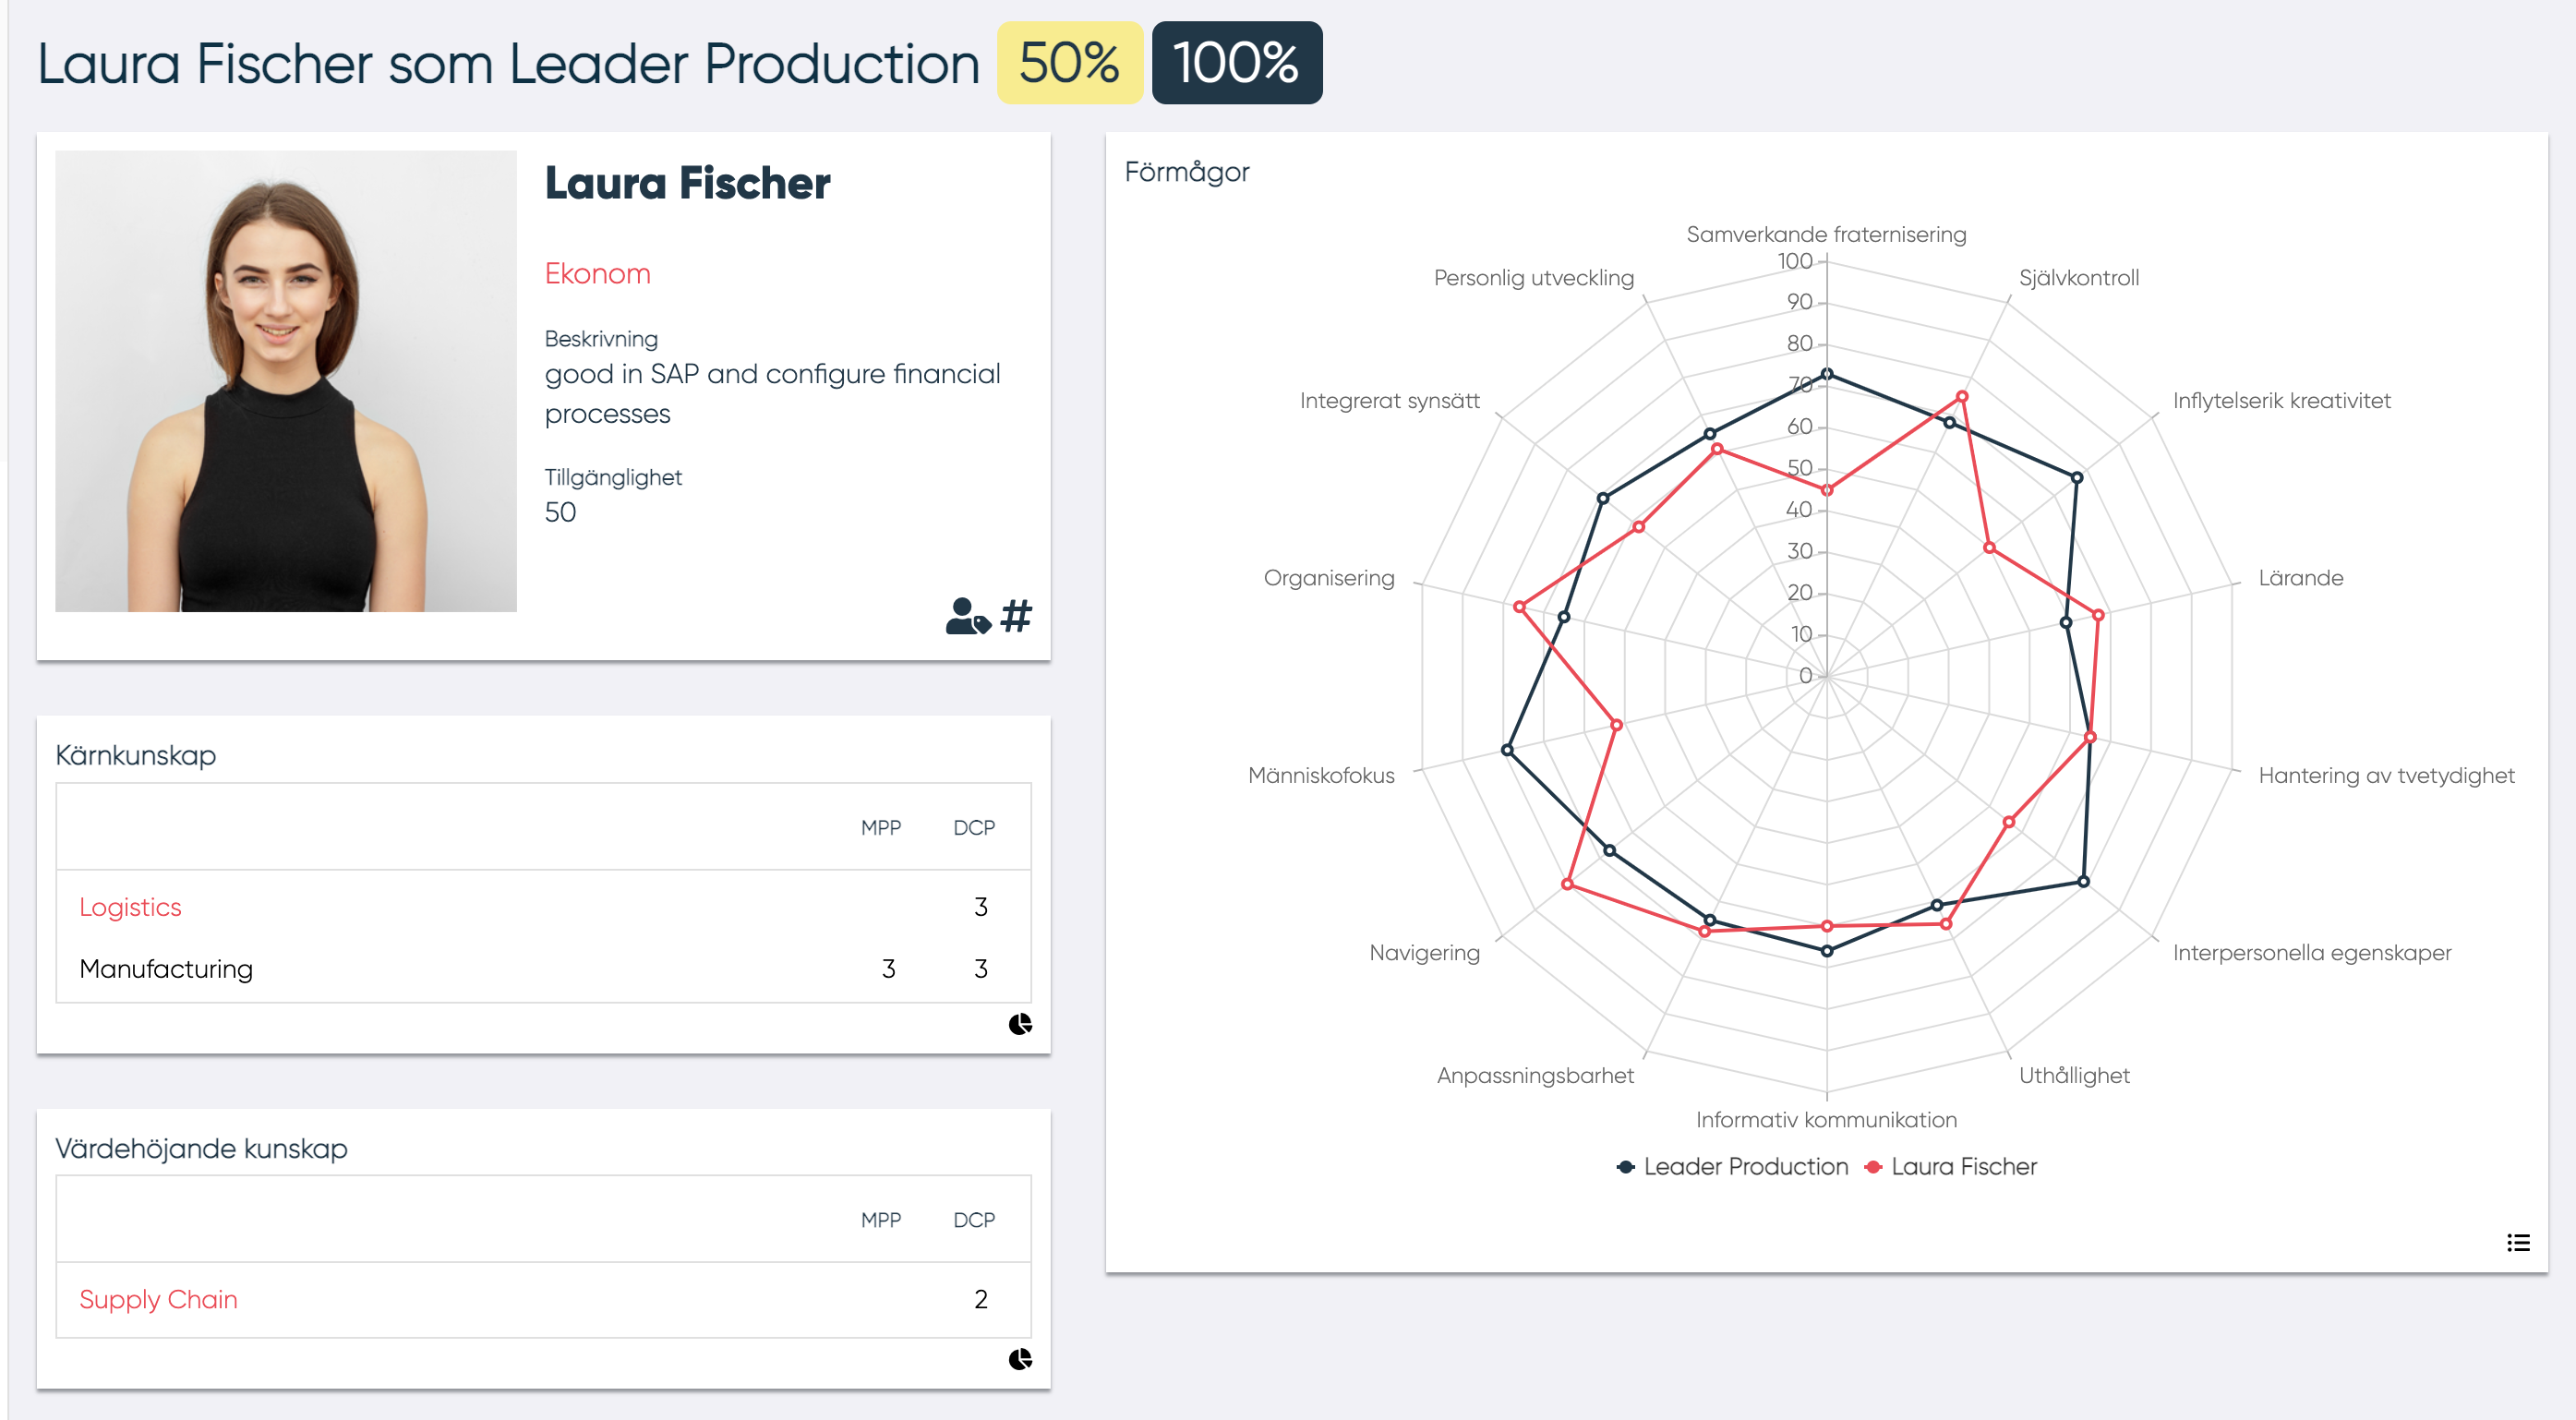 Laura Fischer som Leader Production 50% 100%
Laura Fischer
Ekonom
Beskrivning
good in SAP and configure financial
processes
Tillgänglighet
50
#
Kärnkunskap
MPP DCP
Logistics 3
Manufacturing 3 3
Värdehöjande kunskap
MPP DCP
Supply Chain 2
Förmågor
Samverkande fraternisering
Självkontroll
Inflytelserik kreativitet
Lärande
Hantering av tvetydighet
Interpersonella egenskaper
Uthållighet
Informativ kommunikation
Anpassningsbarhet
Navigering
Människofokus
Organisering
Integrerat synsätt
Personlig utveckling
100
90
80
70
60
50
40
30
20
10
0
Leader Production Laura Fischer